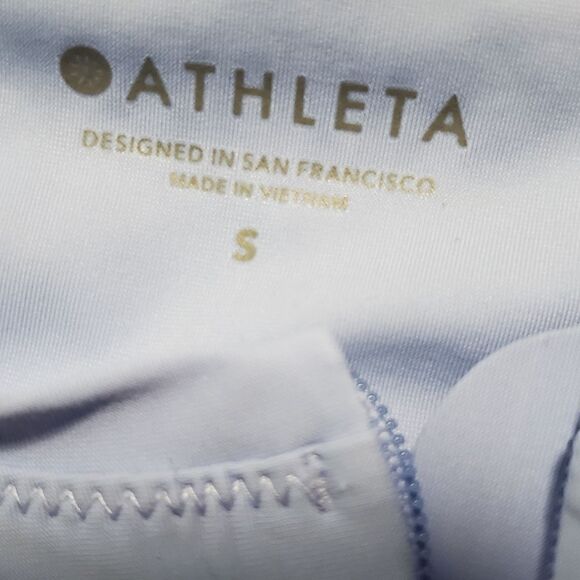 ATHLETA
DESIGNED IN SAN FRANCISCO
MADE IN VIETNAM
S